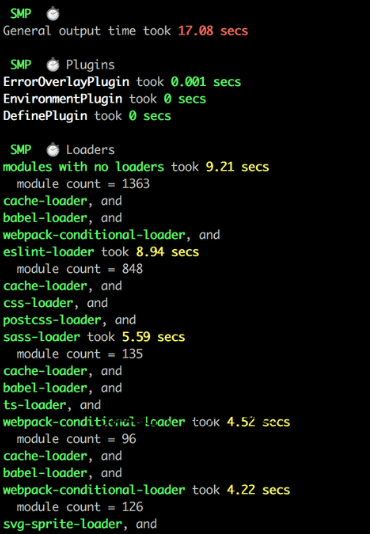 SMP ⏱
General output time took 17.08 secs
SMP ⏱ Plugins
ErrorOverlayPlugin took 0.001 secs
EnvironmentPlugin took 0 secs
DefinePlugin took 0 secs
SMP ⏱ Loaders
modules with no loaders took 9.21 secs
module count = 1363
cache-loader, and
babel-loader, and
webpack-conditional-loader, and
eslint-loader took 8.94 secs
module count = 848
cache-loader, and
css-loader, and
postcss-loader, and
sass-loader took 5.59 secs
module count = 135
cache-loader, and
babel-loader, and
ts-loader, and
webpack-conditional-loader took 4.52 secs
module count = 96
cache-loader, and
babel-loader, and
webpack-conditional-loader took 4.22 secs
module count = 126
svg-sprite-loader, and